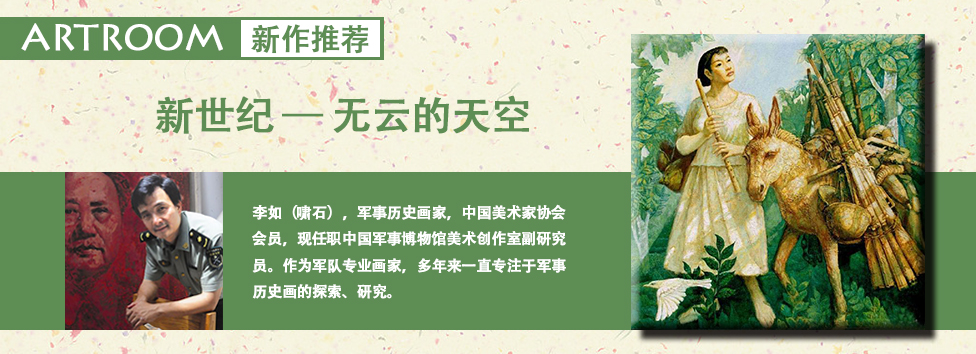 ARTROOM 新作推荐
新世纪 — 无云的天空
李如（啸石），军事历史画家，中国美术家协会
会员，现任职中国军事博物馆美术创作室副研究
员。作为军队专业画家，多年来一直专注于军事
历史画的探索、研究。